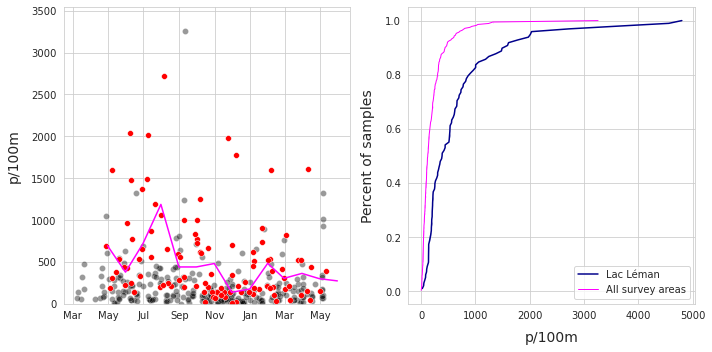 3500
3000
2500
2000
1500
1000
500
0
p/100m
Mar May Jul Sep Nov Jan Mar May
1.0
0.8
0.6
0.4
0.2
0.0
Percent of samples
Lac Léman
All survey areas
0 1000 2000 3000 4000 5000
p/100m